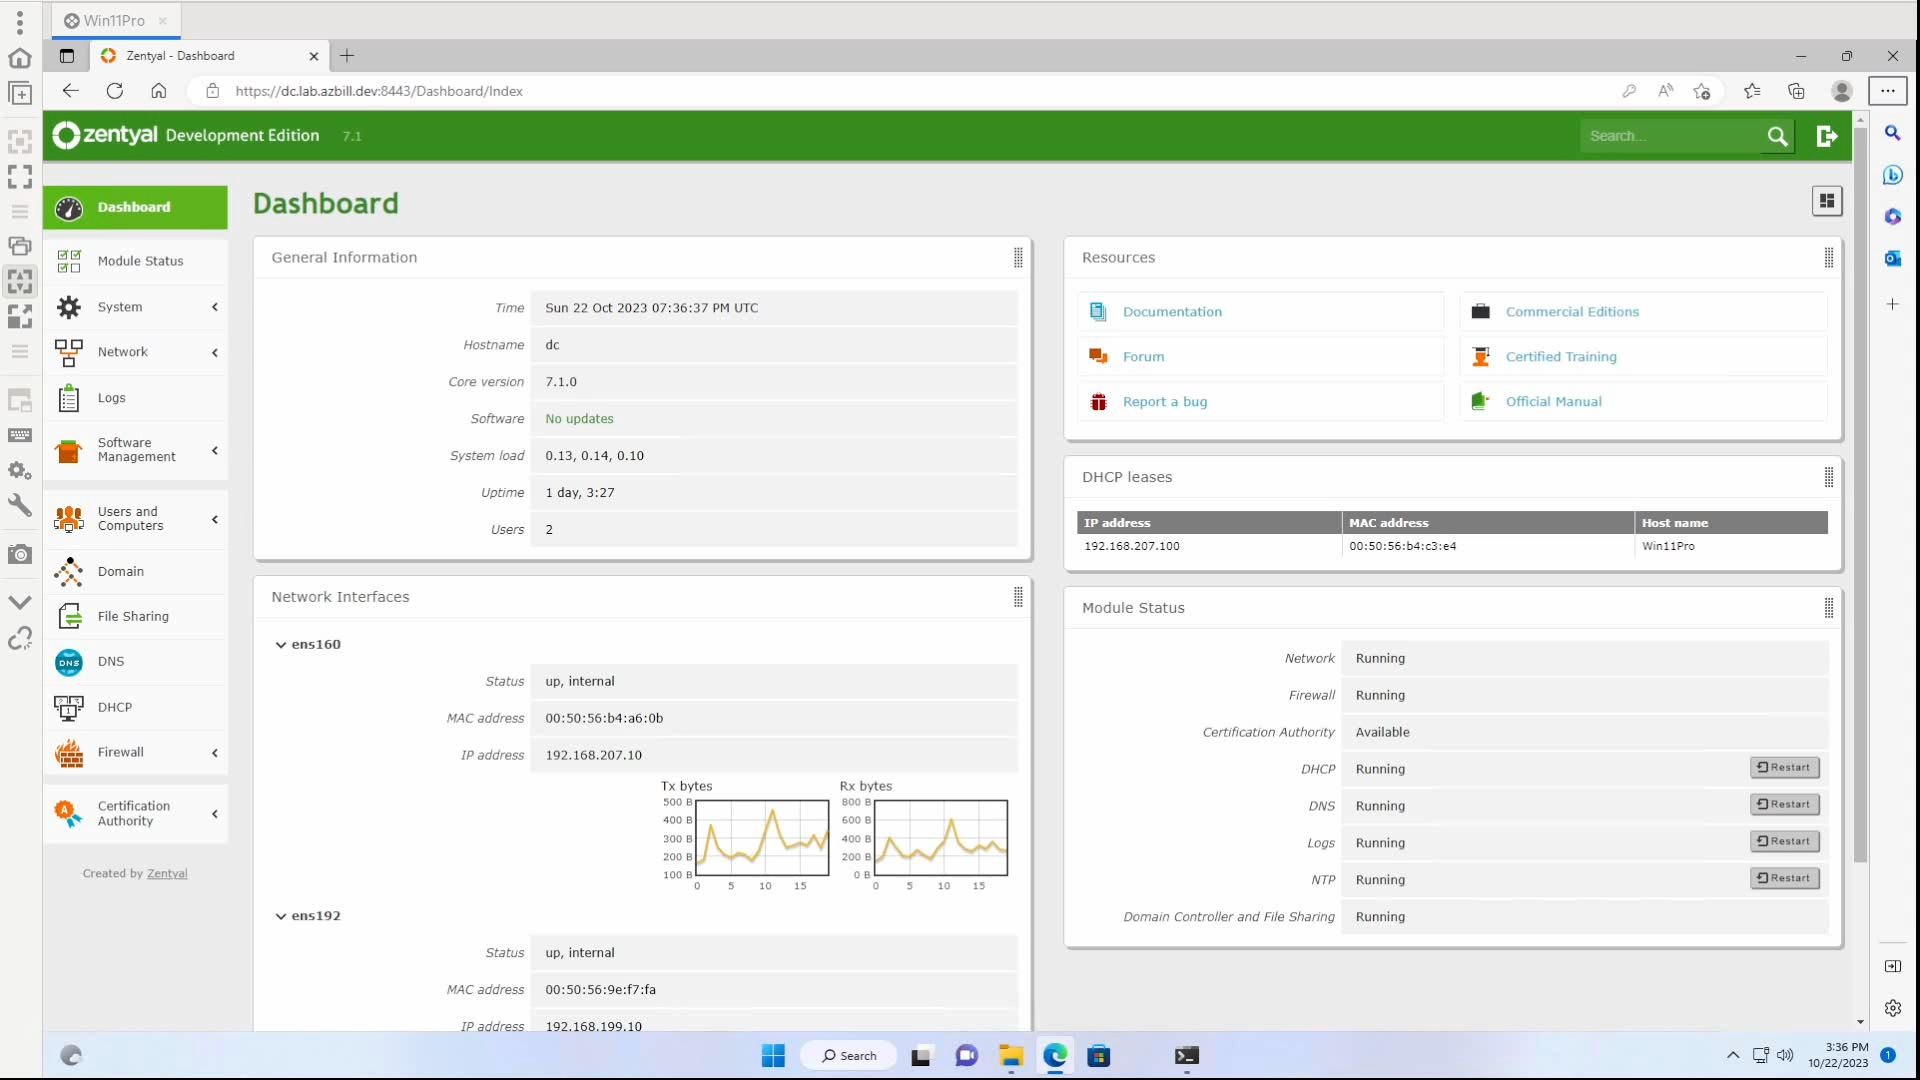 Win11Pro
Zentyal - Dashboard
https://dc.lab.azbill.dev:8443/Dashboard/Index
zentyal Development Edition 7.1
Search...
Dashboard
Module Status
System
Network
Logs
Software
Management
Users and
Computers
Domain
File Sharing
DNS
DNS
DHCP
Firewall
Certification
Authority
Created by Zentyal
Dashboard
General Information
Time Sun 22 Oct 2023 07:36:37 PM UTC
Hostname dc
Core version 7.1.0
Software No updates
System load 0.13, 0.14, 0.10
Uptime 1 day, 3:27
Users 2
Network Interfaces
ens160
Status up, internal
MAC address 00:50:56:b4:a6:0b
IP address 192.168.207.10
Tx bytes
500 B
400 B
300 B
200 B
100 B
0 5 10 15
Rx bytes
800 B
600 B
400 B
200 B
0 B
0 5 10 15
ens192
Status up, internal
MAC address 00:50:56:9e:f7:fa
IP address 192.168.199.10
Resources
Documentation
Commercial Editions
Forum
Certified Training
Report a bug
Official Manual
DHCP leases
IP address MAC address Host name
192.168.207.100 00:50:56:b4:c3:e4 Win11Pro
Module Status
Network Running
Firewall Running
Certification Authority Available
DHCP Running Restart
DNS Running Restart
Logs Running Restart
NTP Running Restart
Domain Controller and File Sharing Running
Search
3:36 PM
10/22/2023
1